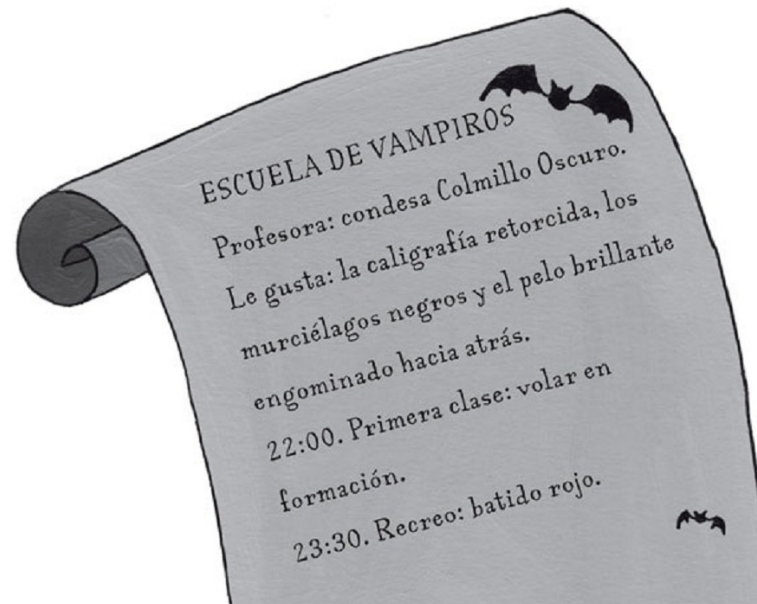 ESCUELA DE VAMPIROS
Profesora: condesa Colmillo Oscuro.
Le gusta: la caligrafía retorcida, los
murciélagos negros y el pelo brillante
engominado hacia atrás.
22:00. Primera clase: volar en
formación.
23:30. Recreo: batido rojo.